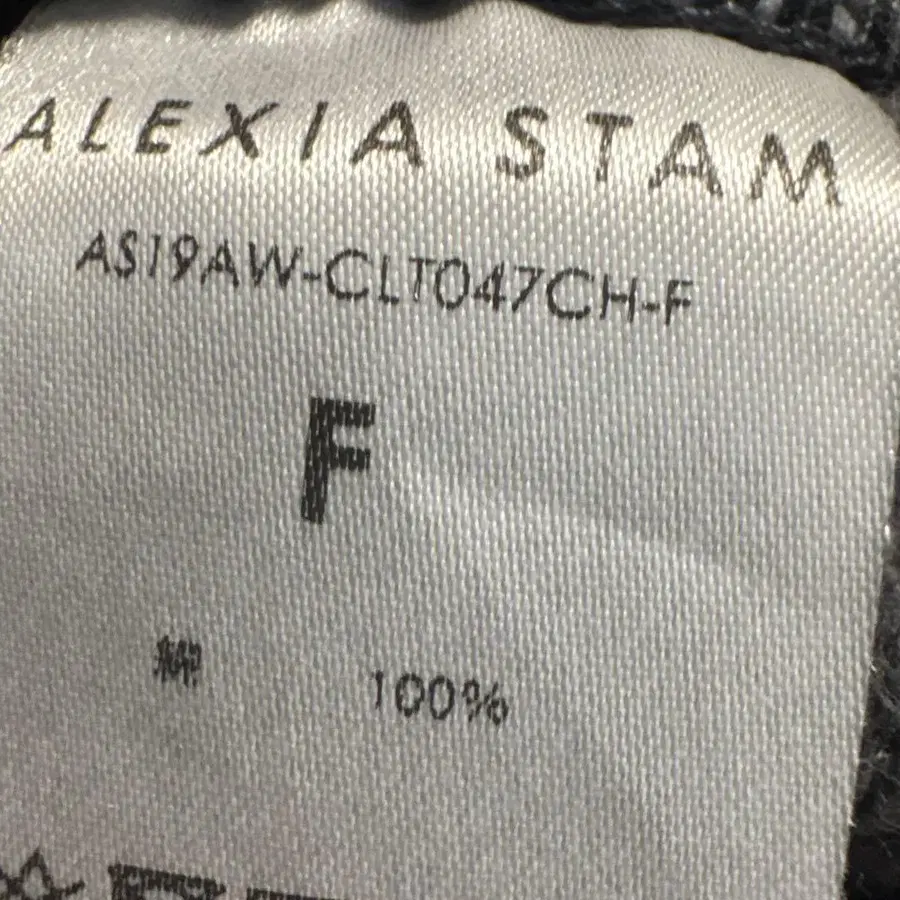 ALEXIA STAM
AS19AW-CLT047CH-F
F
綿 100%